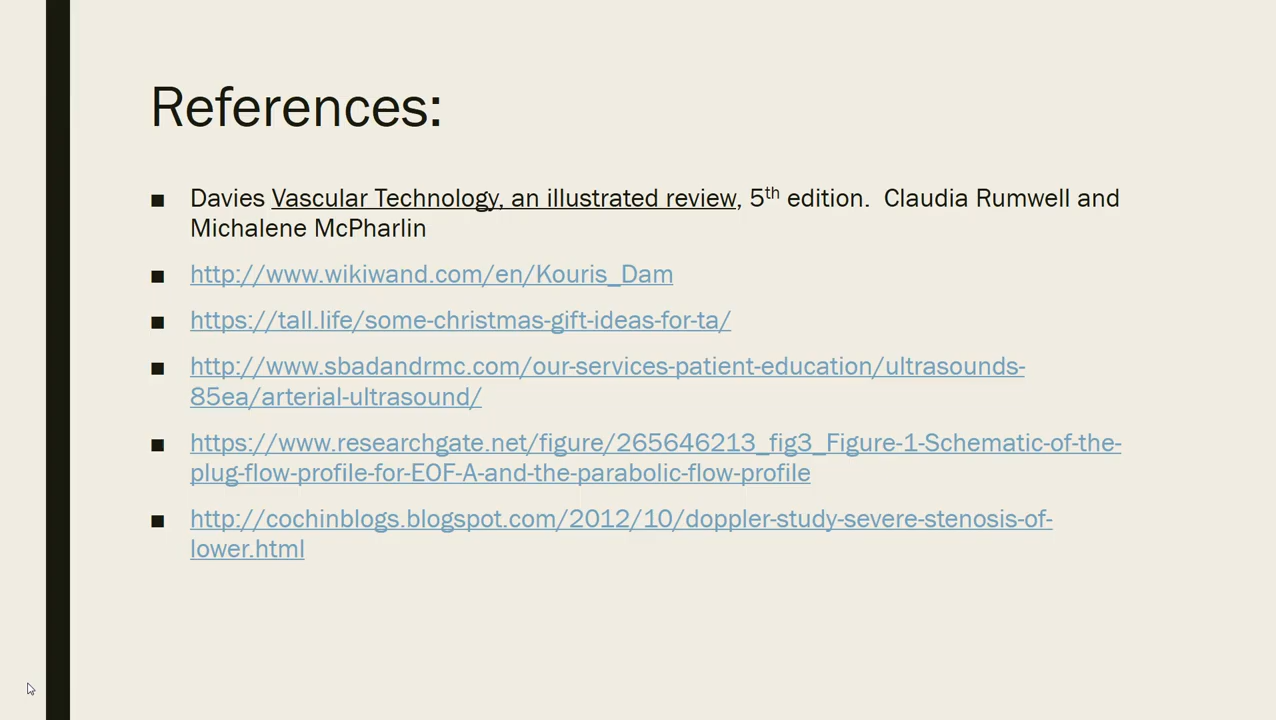 References:
■ Davies Vascular Technology, an illustrated review, 5th edition.  Claudia Rumwell and
Michalene McPharlin
■ http://www.wikiwand.com/en/Kouris_Dam
■ https://tall.life/some-christmas-gift-ideas-for-ta/
■ http://www.sbadandrmc.com/our-services-patient-education/ultrasounds-
85ea/arterial-ultrasound/
■ https://www.researchgate.net/figure/265646213_fig3_Figure-1-Schematic-of-the-
plug-flow-profile-for-EOF-A-and-the-parabolic-flow-profile
■ http://cochinblogs.blogspot.com/2012/10/doppler-study-severe-stenosis-of-
lower.html